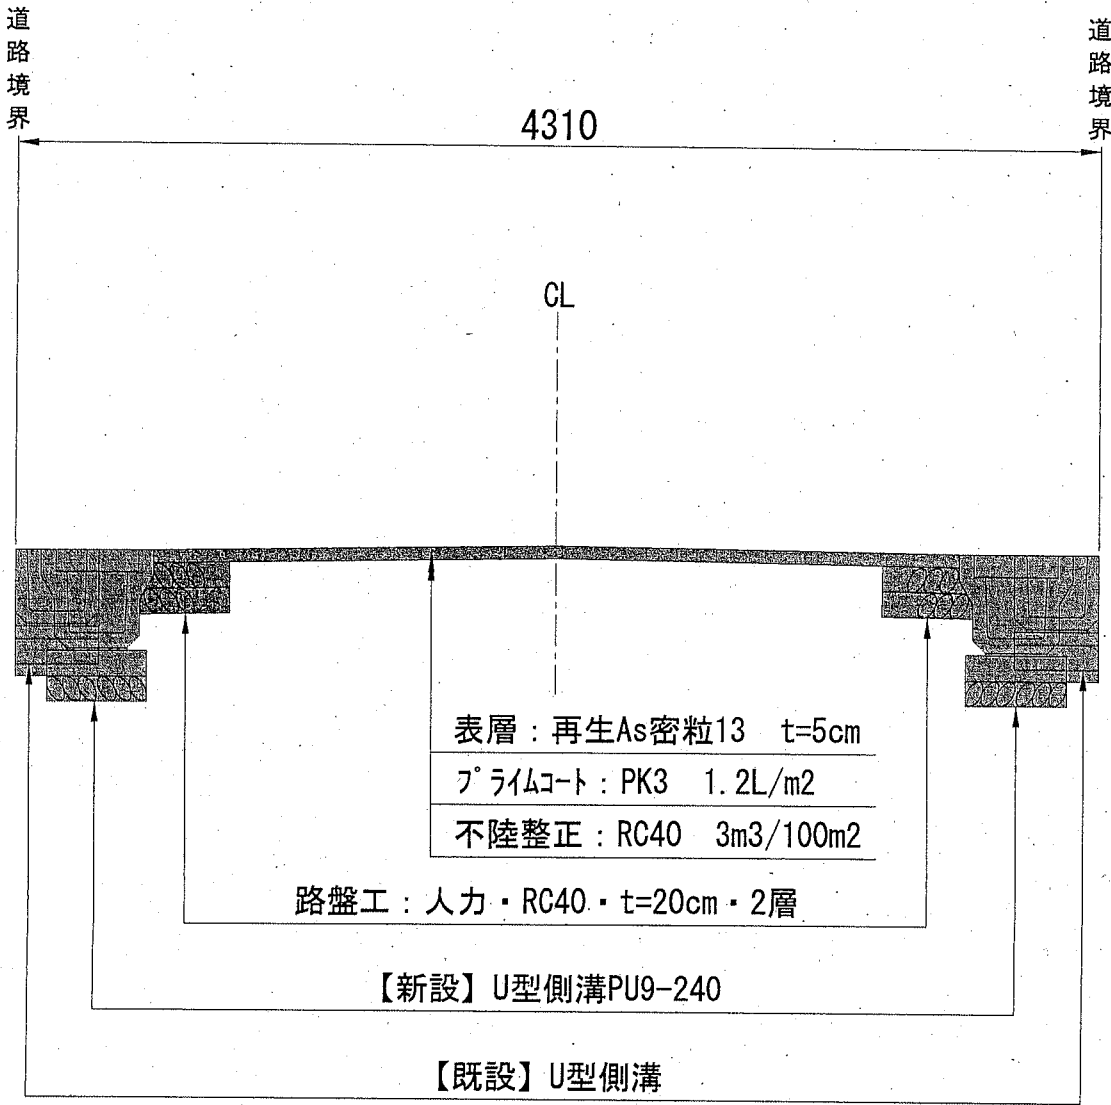 道路境界
道路境界
4310
CL
表層：再生As密粒13　t=5cm
ﾌﾟﾗｲﾑｺｰﾄ：PK3　1.2L/m2
不陸整正：RC40　3m3/100m2
路盤工：人力・RC40・t=20cm・2層
【新設】U型側溝PU9-240
【既設】U型側溝